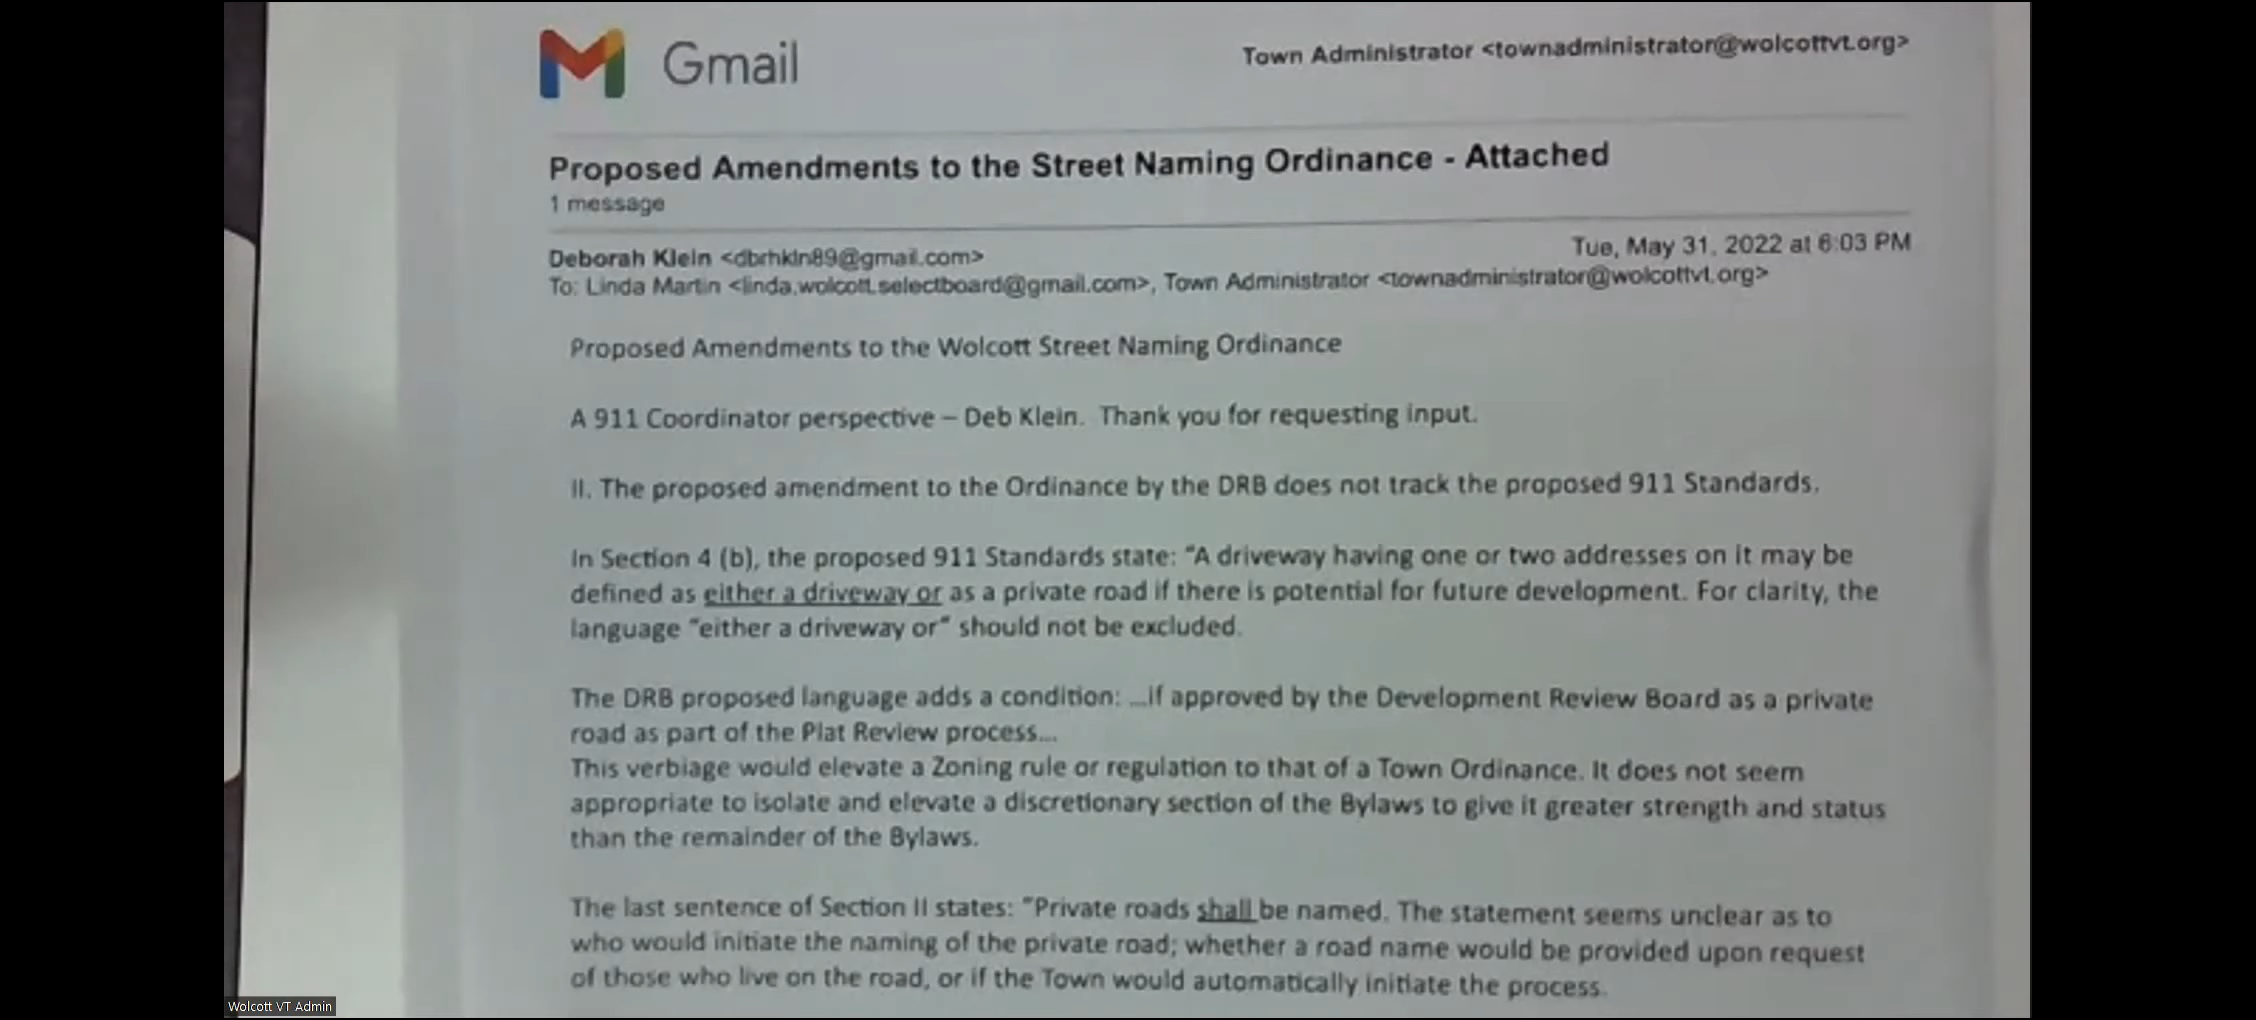 Gmail
Town Administrator <townadministrator@wolcottvt.org>
Proposed Amendments to the Street Naming Ordinance - Attached
1 message
Deborah Klein <dbrhkln89@gmail.com>
Tue, May 31, 2022 at 6:03 PM
To: Linda Martin <linda.wolcott.selectboard@gmail.com>, Town Administrator <townadministrator@wolcottvt.org>
Proposed Amendments to the Wolcott Street Naming Ordinance
A 911 Coordinator perspective – Deb Klein. Thank you for requesting input.
II. The proposed amendment to the Ordinance by the DRB does not track the proposed 911 Standards.
In Section 4 (b), the proposed 911 Standards state: "A driveway having one or two addresses on it may be
defined as either a driveway or as a private road if there is potential for future development. For clarity, the
language "either a driveway or" should not be excluded.
The DRB proposed language adds a condition: ...if approved by the Development Review Board as a private
road as part of the Plat Review process...
This verbiage would elevate a Zoning rule or regulation to that of a Town Ordinance. It does not seem
appropriate to isolate and elevate a discretionary section of the Bylaws to give it greater strength and status
than the remainder of the Bylaws.
The last sentence of Section II states: "Private roads shall be named. The statement seems unclear as to
who would initiate the naming of the private road; whether a road name would be provided upon request
of those who live on the road, or if the Town would automatically initiate the process.
Wolcott VT Admin